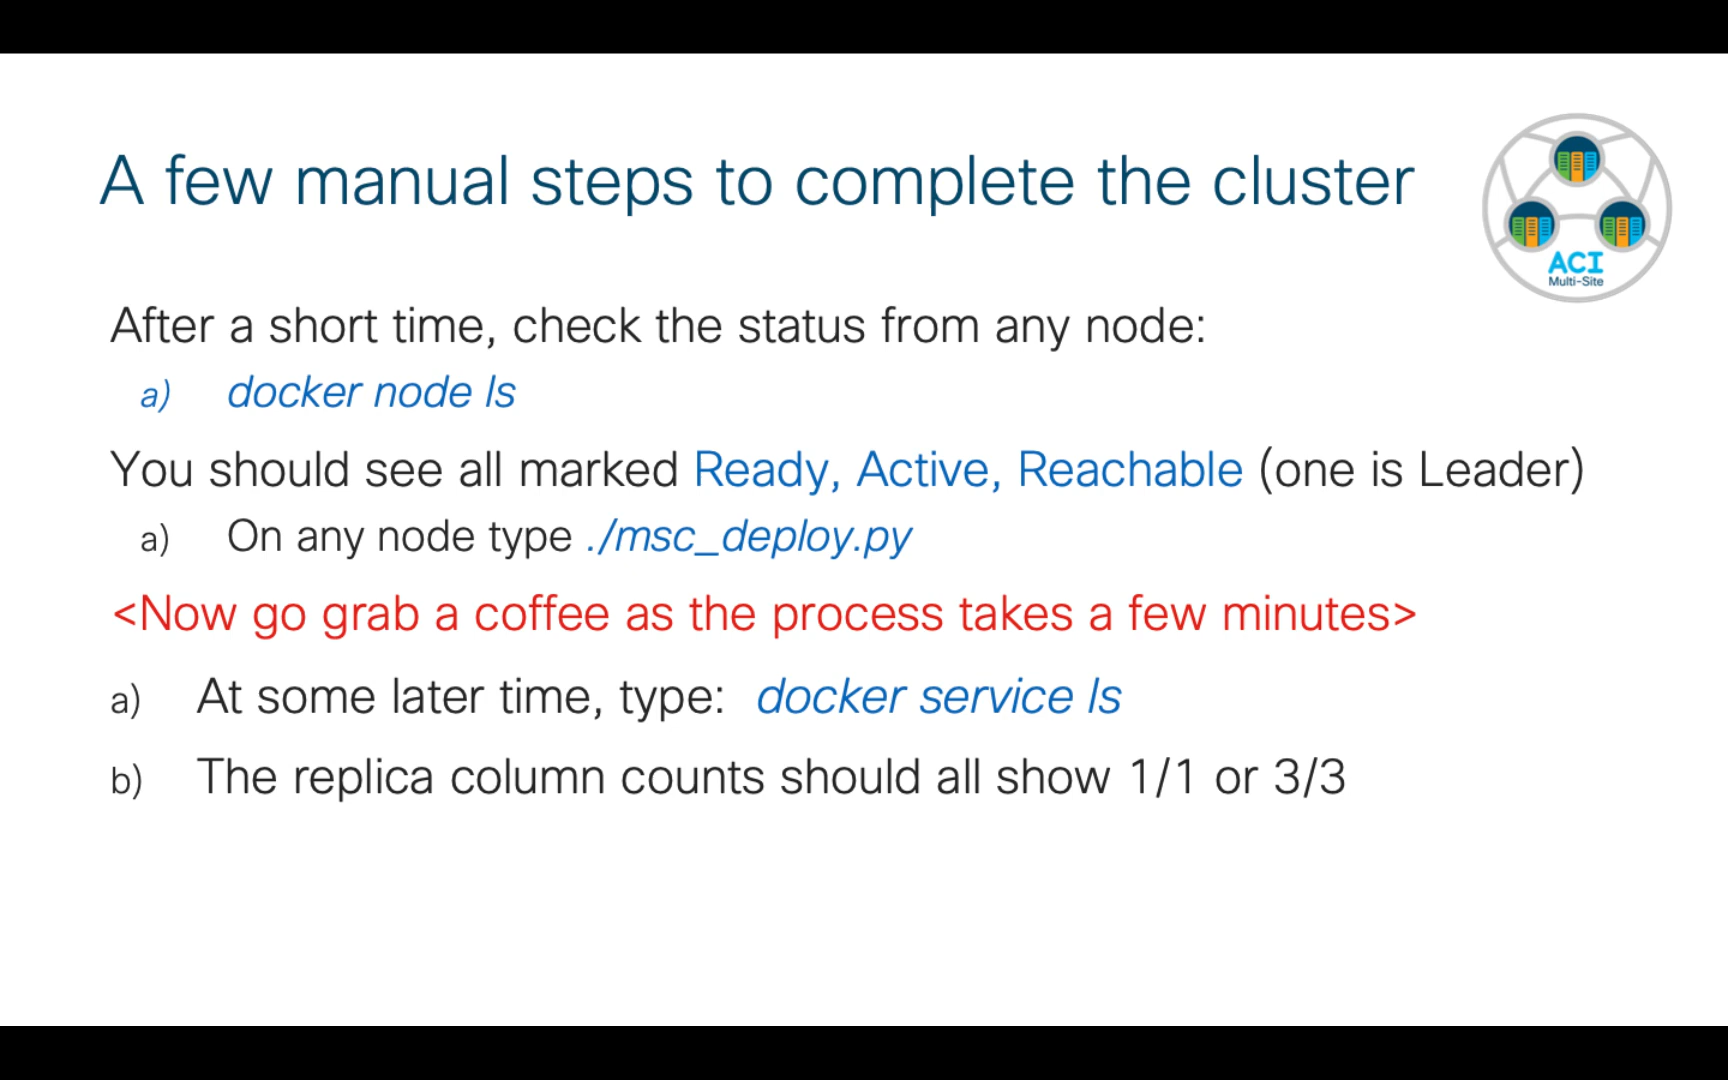 A few manual steps to complete the cluster
ACI
Multi-Site
After a short time, check the status from any node:
a) docker node ls
You should see all marked Ready, Active, Reachable (one is Leader)
a) On any node type ./msc_deploy.py
<Now go grab a coffee as the process takes a few minutes>
a) At some later time, type: docker service ls
b) The replica column counts should all show 1/1 or 3/3